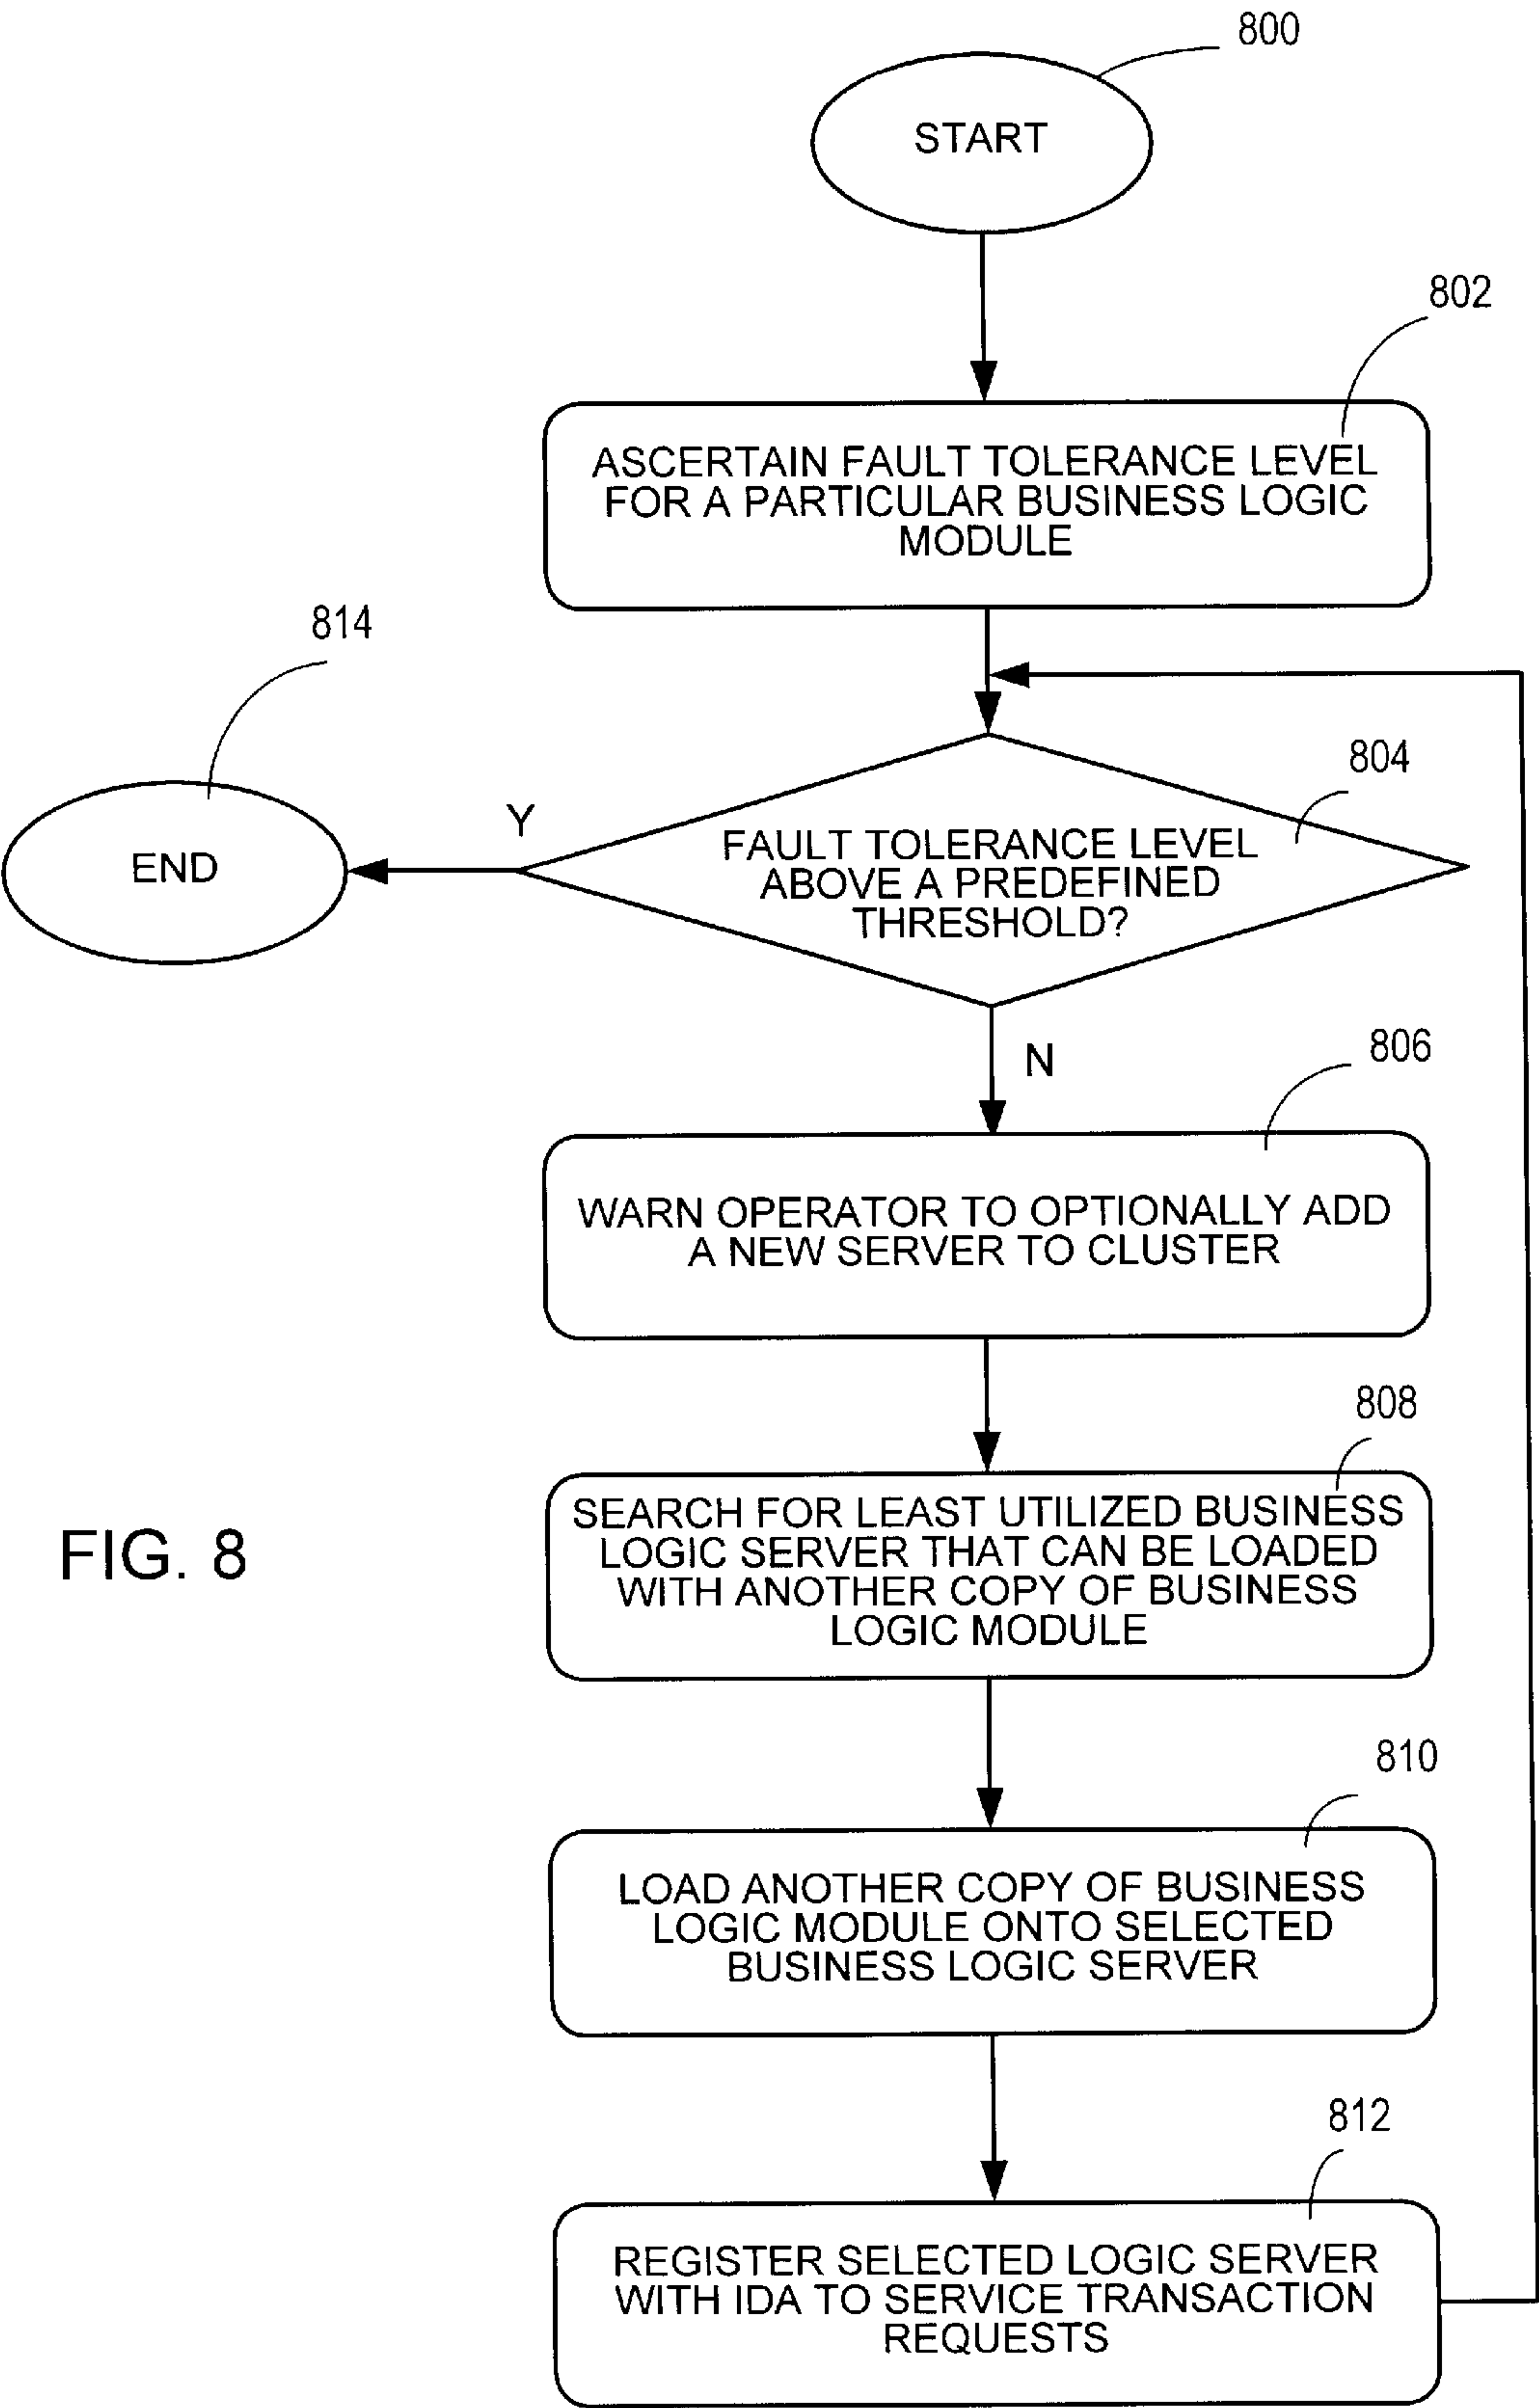 800
START
802
ASCERTAIN FAULT TOLERANCE LEVEL
FOR A PARTICULAR BUSINESS LOGIC
MODULE
814
804
Y
END
FAULT TOLERANCE LEVEL
ABOVE A PREDEFINED
THRESHOLD?
N
806
WARN OPERATOR TO OPTIONALLY ADD
A NEW SERVER TO CLUSTER
808
SEARCH FOR LEAST UTILIZED BUSINESS
LOGIC SERVER THAT CAN BE LOADED
WITH ANOTHER COPY OF BUSINESS
LOGIC MODULE
FIG. 8
810
LOAD ANOTHER COPY OF BUSINESS
LOGIC MODULE ONTO SELECTED
BUSINESS LOGIC SERVER
812
REGISTER SELECTED LOGIC SERVER
WITH IDA TO SERVICE TRANSACTION
REQUESTS